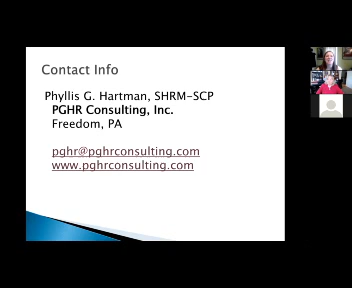 Contact Info
Phyllis G. Hartman, SHRM-SCP
PGHR Consulting, Inc.
Freedom, PA
pghr@pghrconsulting.com
www.pghrconsulting.com